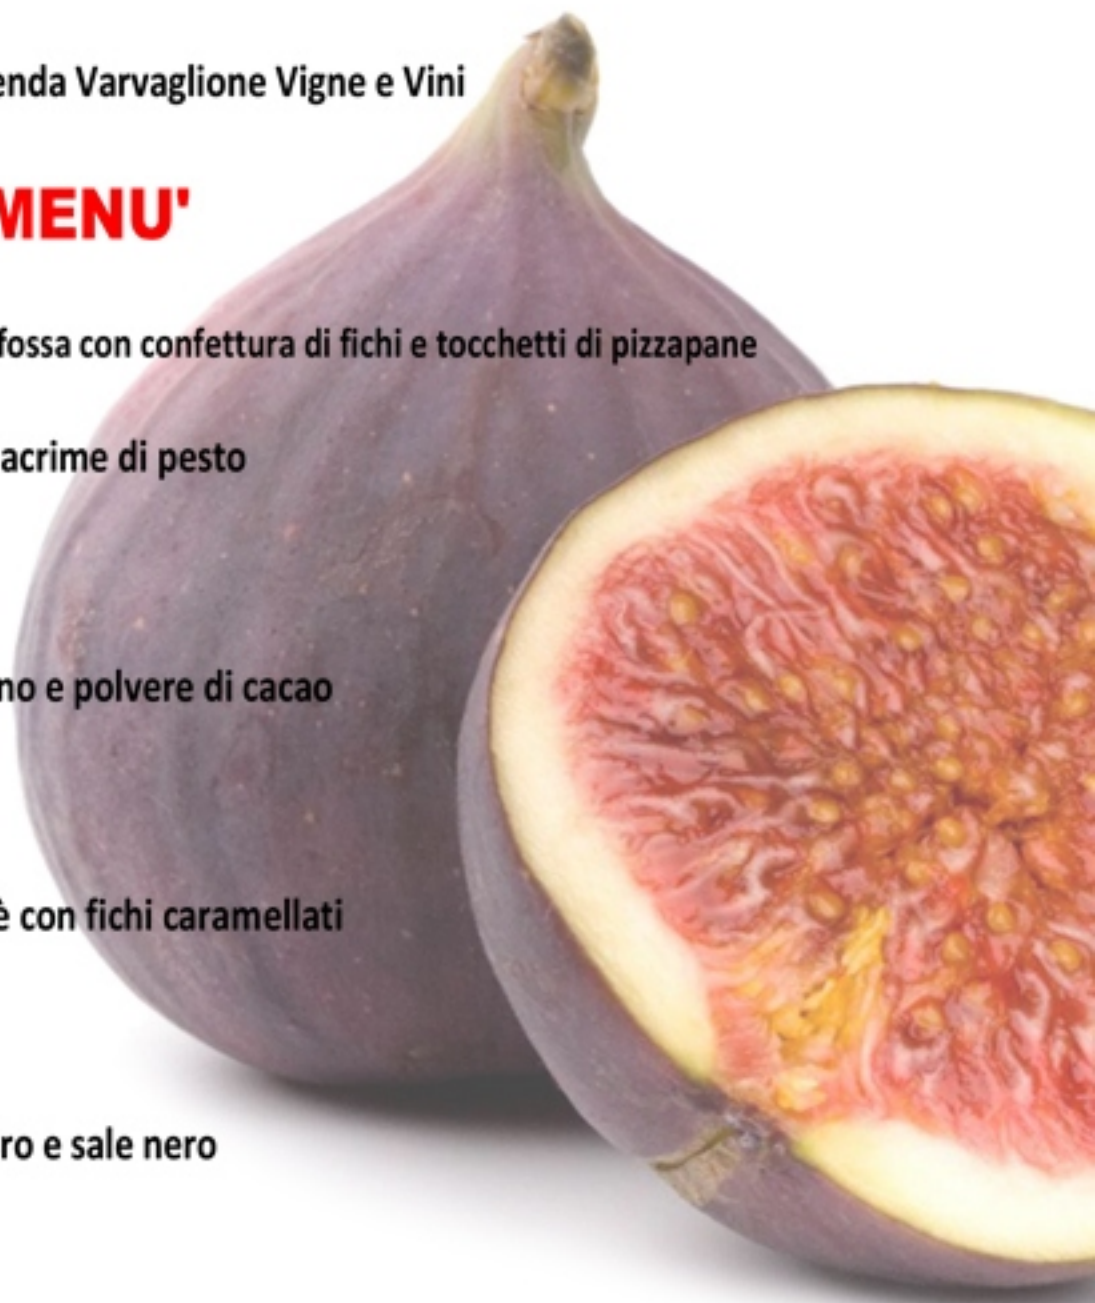 enda Varvaglione Vigne e Vini
MENU'
fossa con confettura di fichi e tocchetti di pizzapane
acrime di pesto
no e polvere di cacao
è con fichi caramellati
ro e sale nero